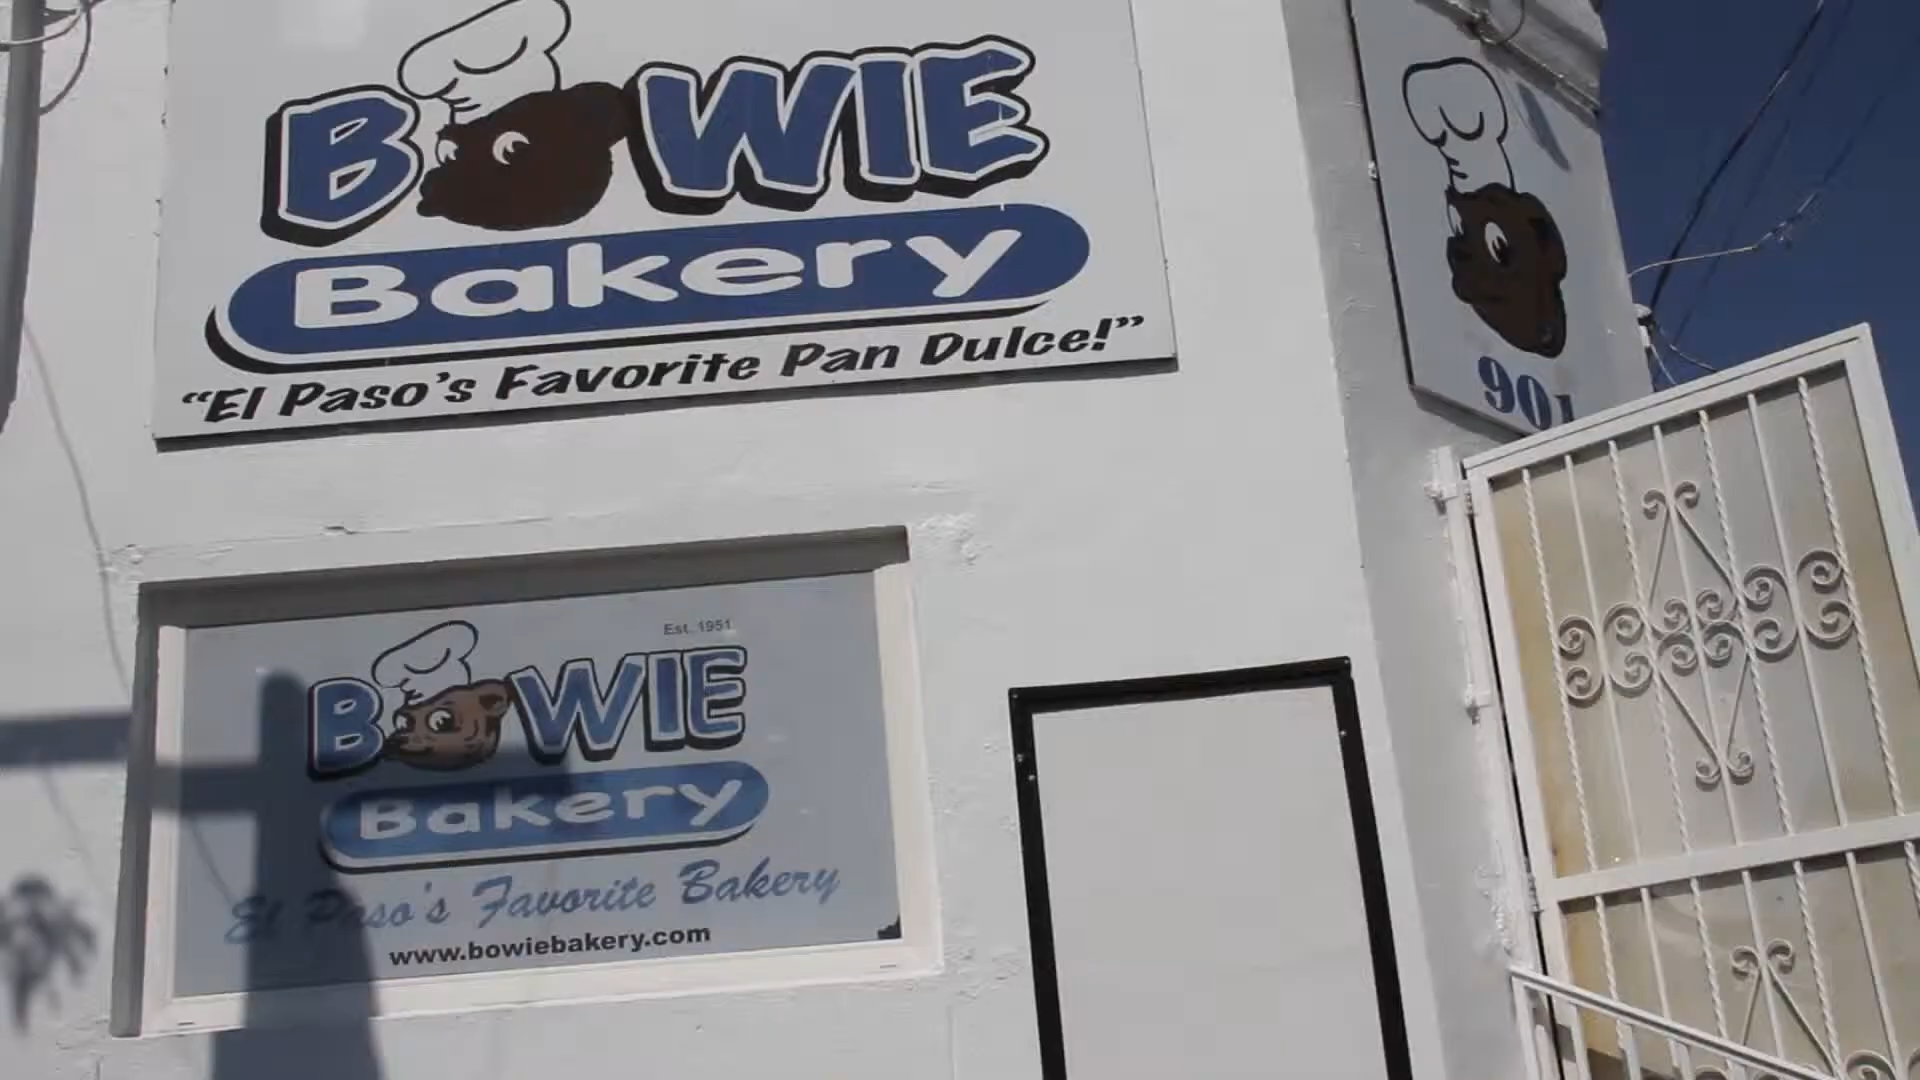 BOWIE
Bakery
“El Paso's Favorite Pan Dulce!”
901
Est. 1951
BOWIE
Bakery
El Paso's Favorite Bakery
www.bowiebakery.com